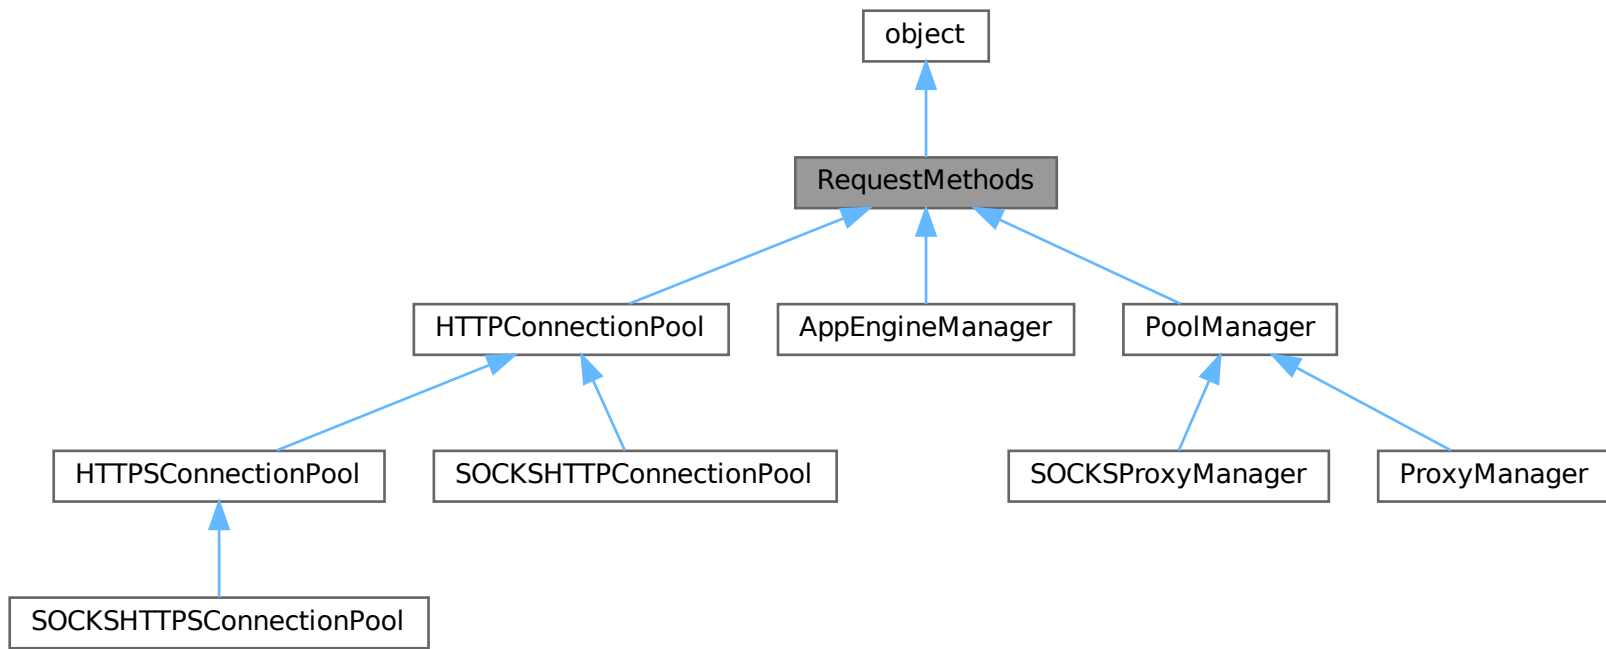 object
RequestMethods
HTTPConnectionPool
AppEngineManager
PoolManager
HTTPSConnectionPool
SOCKSHTTPConnectionPool
SOCKSProxyManager
ProxyManager
SOCKSHTTPSConnectionPool